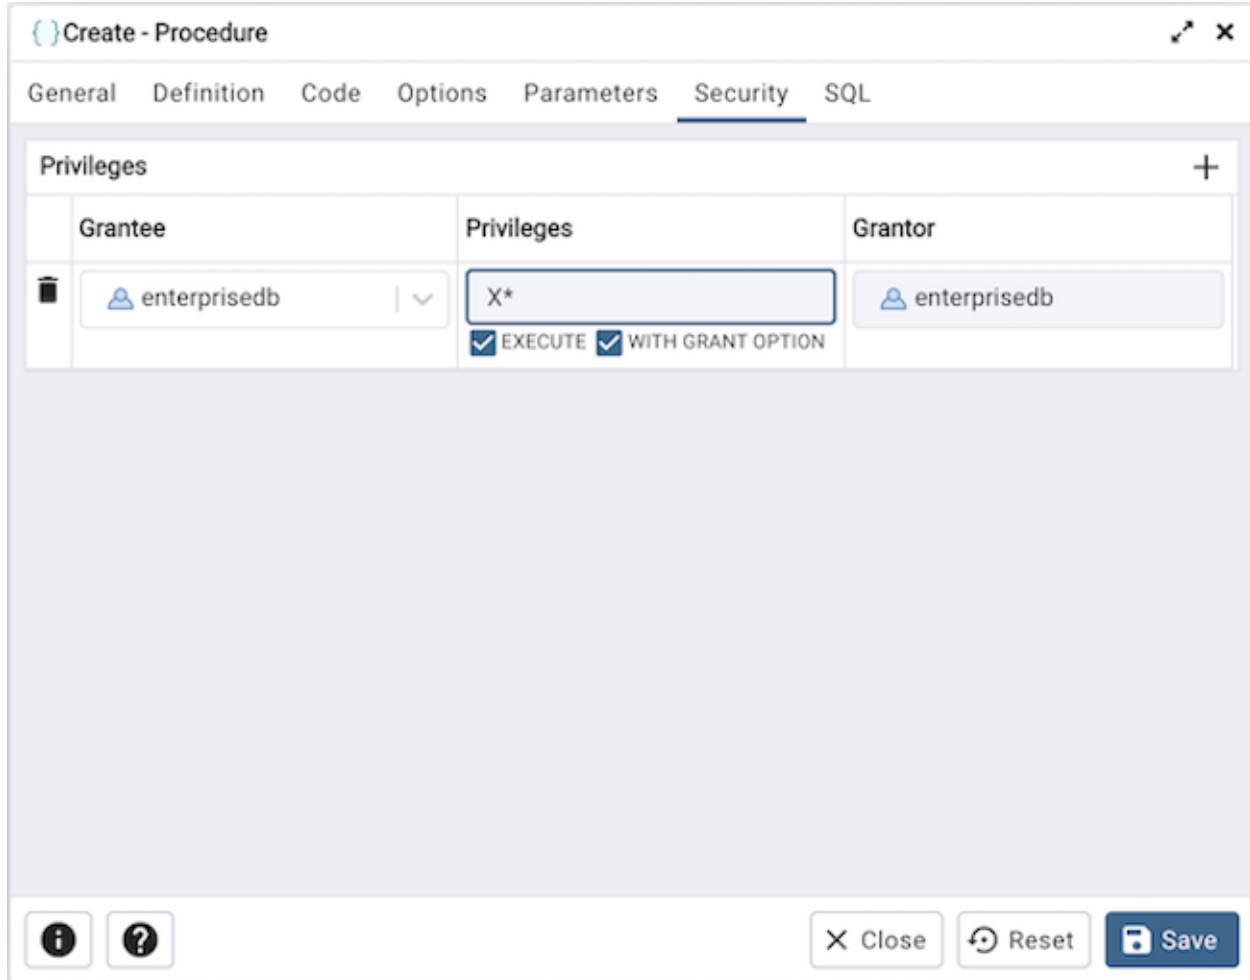 { }Create - Procedure
General Definition Code Options Parameters Security SQL
Privileges
Grantee Privileges Grantor
enterprisedb X* enterprisedb
EXECUTE WITH GRANT OPTION
Close Reset Save